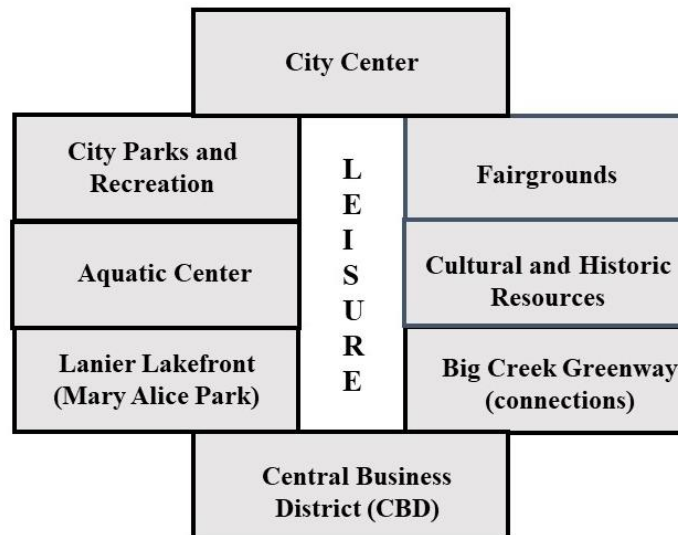 City Center
City Parks and
Recreation
LEISURE
Fairgrounds
Aquatic Center
Cultural and Historic
Resources
Lanier Lakefront
(Mary Alice Park)
Big Creek Greenway
(connections)
Central Business
District (CBD)